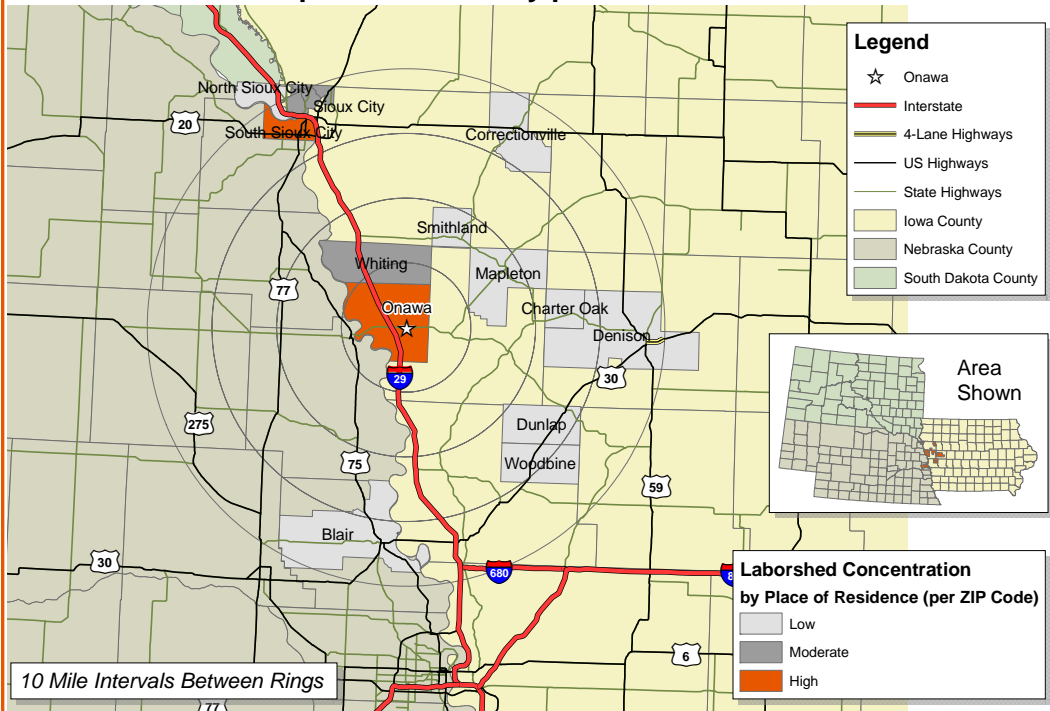 North Sioux City
Sioux City
20
South Sioux City
Correctionville
Smithland
Whiting
Mapleton
77
Onawa
Charter Oak
Denison
29
30
275
Dunlap
75
Woodbine
59
Blair
30
680
6
10 Mile Intervals Between Rings
77
Legend
Onawa
Interstate
4-Lane Highways
US Highways
State Highways
Iowa County
Nebraska County
South Dakota County
Area
Shown
Laborshed Concentration
by Place of Residence (per ZIP Code)
Low
Moderate
High